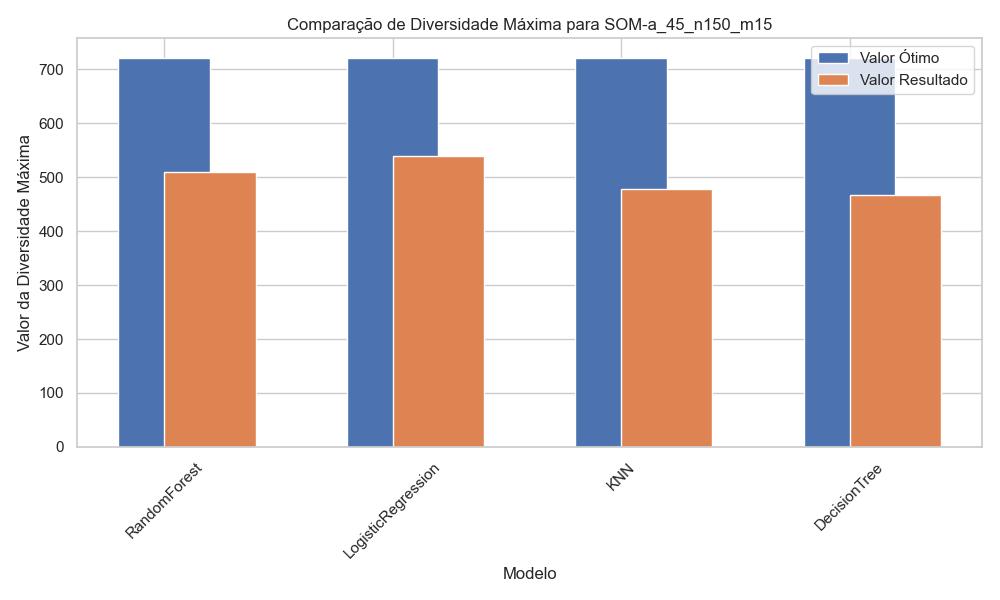 Comparação de Diversidade Máxima para SOM-a_45_n150_m15
Valor Ótimo
Valor Resultado
Valor da Diversidade Máxima
700
600
500
400
300
200
100
0
RandomForest
LogisticRegression
KNN
DecisionTree
Modelo